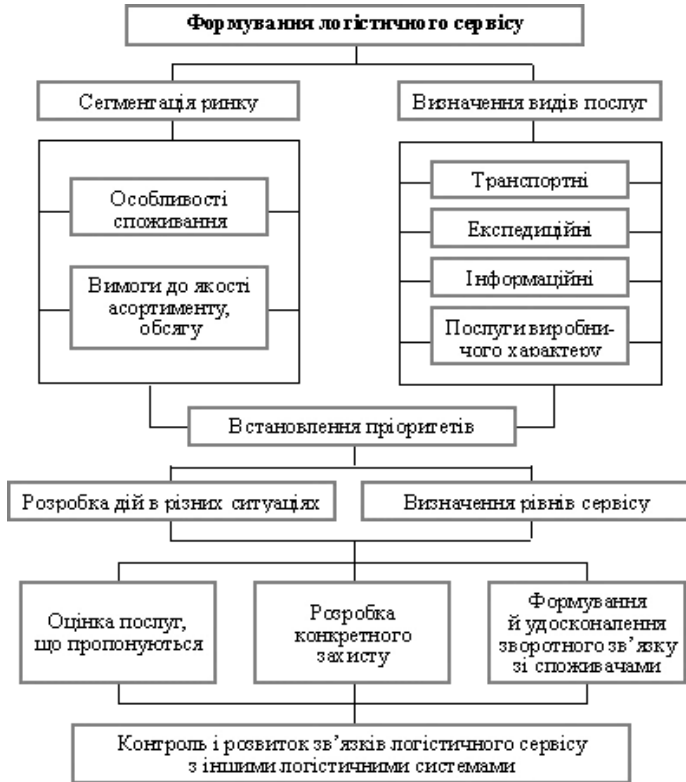 Формування логістичного сервісу
Сегментація ринку
Визначення видів послуг
Особливості
споживання
Вимоги до якості
асортименту,
обсягу
Транспортні
Експедиційні
Інформаційні
Послуги виробни-
чого характеру
Встановлення пріоритетів
Розробка дій в різних ситуаціях
Визначення рівнів сервісу
Оцінка послуг,
що пропонуються
Розробка
конкретного
захисту
Формування
й удосконалення
зворотного зв’язку
зі споживачами
Контроль і розвиток зв’язків логістичного сервісу
з іншими логістичними системами